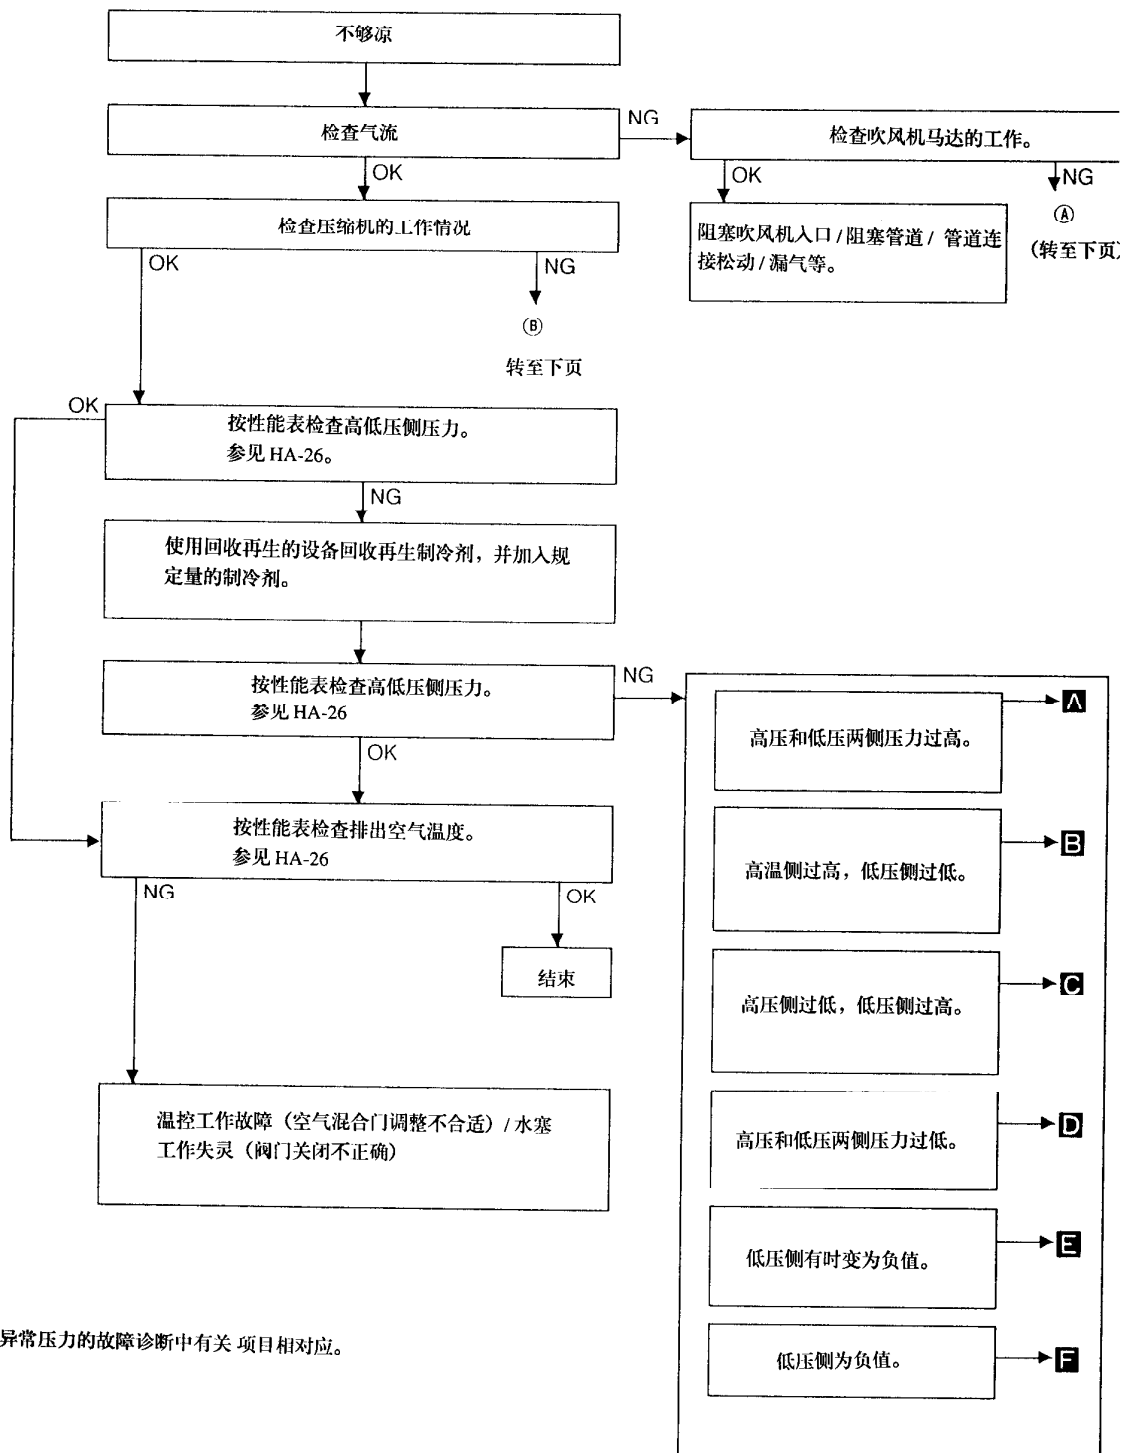 不够凉
检查气流
NG
检查吹风机马达的工作。
OK
OK
NG
检查压缩机的工作情况
阻塞吹风机入口/阻塞管道/ 管道连
接松动/漏气等。
Ⓐ
(转至下页)
OK
NG
Ⓑ
转至下页
OK
按性能表检查高低压侧压力。
参见 HA-26。
NG
使用回收再生的设备回收再生制冷剂，并加入规
定量的制冷剂。
按性能表检查高低压侧压力。
参见 HA-26
NG
OK
高压和低压两侧压力过高。
A
按性能表检查排出空气温度。
参见 HA-26
高温侧过高，低压侧过低。
B
NG
OK
结束
高压侧过低，低压侧过高。
C
温控工作故障（空气混合门调整不合适）/水塞
工作失灵（阀门关闭不正确）
高压和低压两侧压力过低。
D
低压侧有时变为负值。
E
低压侧为负值。
F
异常压力的故障诊断中有关 项目相对应。